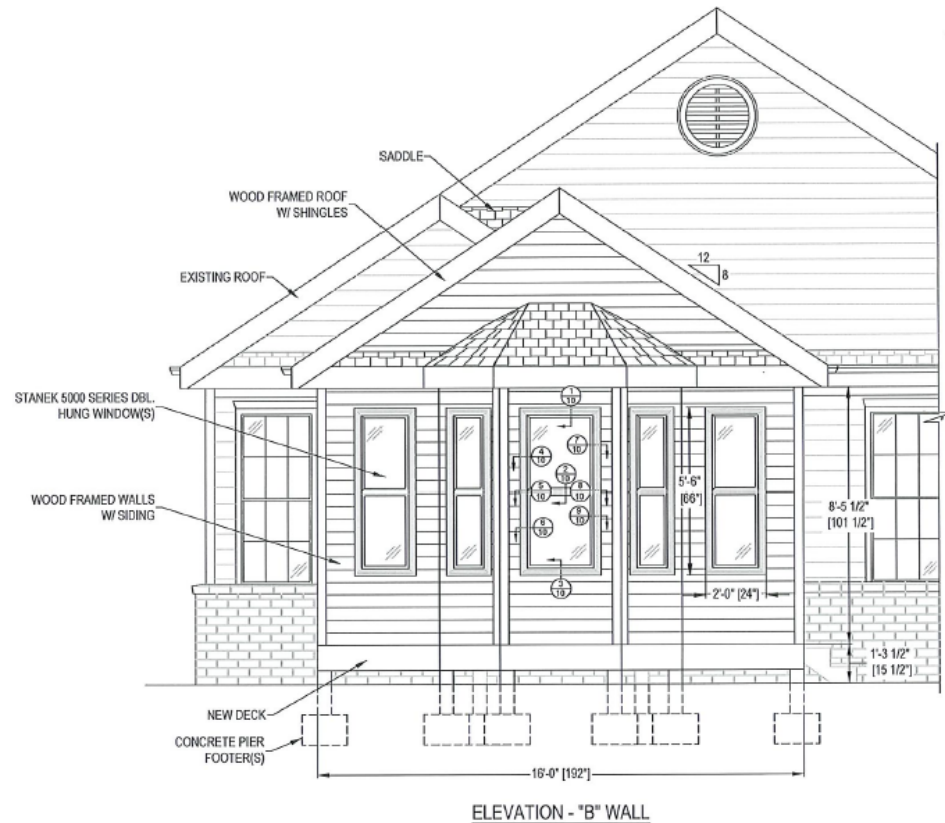 SADDLE
WOOD FRAMED ROOF
W/ SHINGLES
12
8
EXISTING ROOF
STANEK 5000 SERIES DBL.
HUNG WINDOW(S)
1
10
4
10
7
10
2
10
5
10
8
10
6
10
9
10
3
10
5'-6"
[66"]
8'-5 1/2"
[101 1/2"]
WOOD FRAMED WALLS
W/ SIDING
2'-0" [24"]
1'-3 1/2"
[15 1/2"]
NEW DECK
CONCRETE PIER
FOOTER(S)
16'-0" [192"]
ELEVATION - "B" WALL